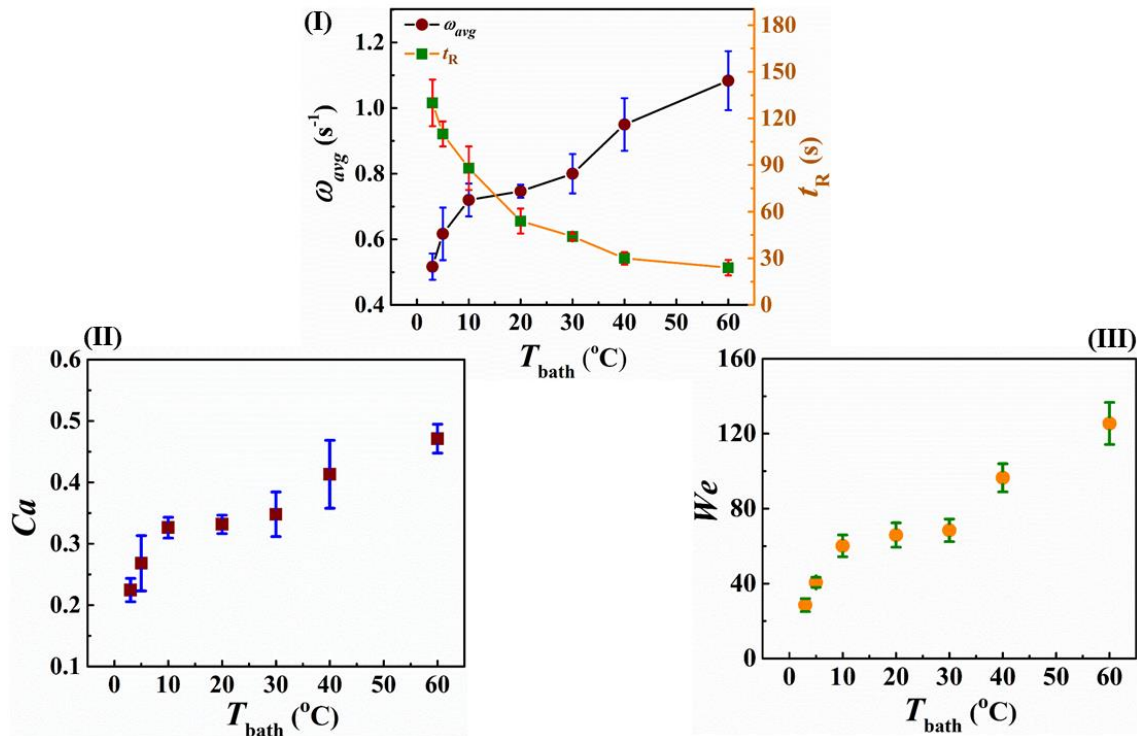 (I)
ω_avg
t_R
ω_avg (s⁻¹)
1.2
1.0
0.8
0.6
0.4
180
150
120
90
60
30
0
t_R (s)
0 10 20 30 40 50 60
T_bath (°C)
(II)
Ca
0.6
0.5
0.4
0.3
0.2
0.1
0 10 20 30 40 50 60
T_bath (°C)
(III)
We
160
120
80
40
0
0 10 20 30 40 50 60
T_bath (°C)